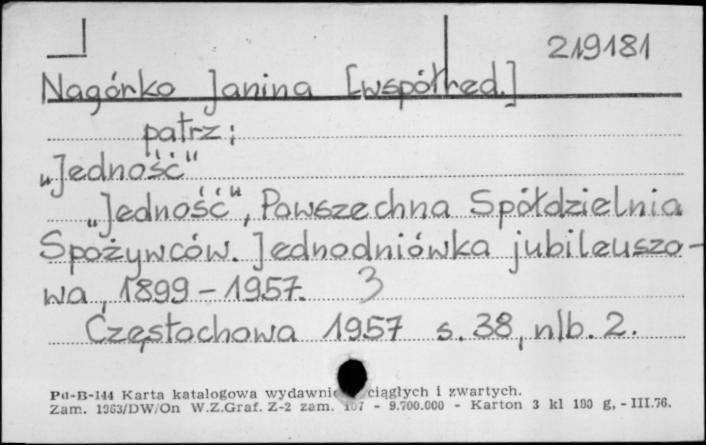 219181
Nagórko Janina [współred.]
patrz:
„Jedność"
„Jedność", Powszechna Spółdzielnia
Spożywców. Jednodniówka jubileuszo-
wa, 1899 - 1957. 3
Częstochowa 1957 s. 38, nlb. 2.
Pu-B-144 Karta katalogowa wydawnic ciągłych i zwartych.
Zam. 1363/DW/On W.Z.Graf. Z-2 zam. 107 - 9.700.000 - Karton 3 kl 180 g, - III.76.